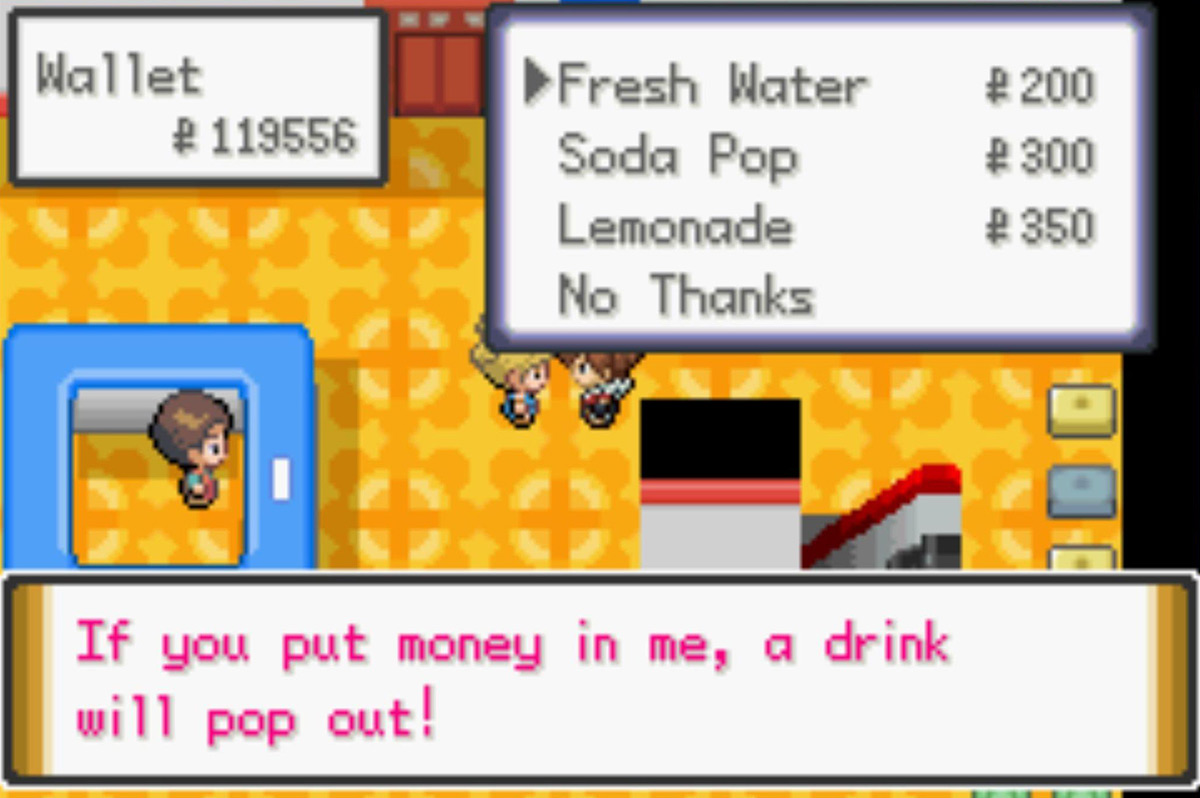 Wallet
₽119556
Fresh Water ₽200
Soda Pop ₽300
Lemonade ₽350
No Thanks
If you put money in me, a drink
will pop out!